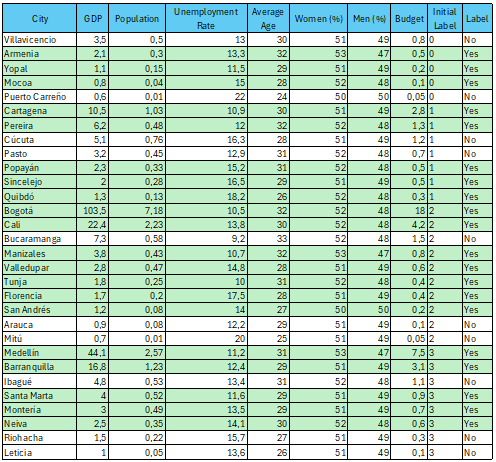 City GDP Population Unemployment Rate Average Age Women (%) Men (%) Budget Initial Label Label
Villavicencio 3,5 0,5 13 30 51 49 0,8 0 No
Armenia 2,1 0,3 13,3 32 53 47 0,5 0 Yes
Yopal 1,1 0,15 11,5 29 51 49 0,2 0 Yes
Mocoa 0,8 0,04 15 28 52 48 0,1 0 Yes
Puerto Carreño 0,6 0,01 22 24 50 50 0,05 0 No
Cartagena 10,5 1,03 10,9 30 51 49 2,8 1 Yes
Pereira 6,2 0,48 12 32 52 48 1,3 1 Yes
Cúcuta 5,1 0,76 16,3 28 51 49 1,2 1 No
Pasto 3,2 0,45 12,9 31 52 48 0,7 1 No
Popayán 2,3 0,33 15,2 31 52 48 0,5 1 Yes
Sincelejo 2 0,28 16,5 29 51 49 0,5 1 Yes
Quibdó 1,3 0,13 18,2 26 52 48 0,3 1 Yes
Bogotá 103,5 7,18 10,5 32 52 48 18 2 Yes
Cali 22,4 2,23 13,8 30 52 48 4,2 2 Yes
Bucaramanga 7,3 0,58 9,2 33 52 48 1,5 2 No
Manizales 3,8 0,43 10,7 32 53 47 0,8 2 Yes
Valledupar 2,8 0,47 14,8 28 51 49 0,6 2 Yes
Tunja 1,8 0,25 10 31 52 48 0,4 2 Yes
Florencia 1,7 0,2 17,5 28 51 49 0,4 2 Yes
San Andrés 1,2 0,08 14 27 50 50 0,2 2 Yes
Arauca 0,9 0,08 12,2 29 51 49 0,1 2 No
Mitú 0,7 0,01 20 25 51 49 0,05 2 No
Medellín 44,1 2,57 11,2 31 53 47 7,5 3 Yes
Barranquilla 16,8 1,23 12,4 29 51 49 3,1 3 Yes
Ibagué 4,8 0,53 13,4 31 52 48 1,1 3 No
Santa Marta 4 0,52 11,6 29 51 49 0,9 3 Yes
Montería 3 0,49 13,5 29 51 49 0,7 3 Yes
Neiva 2,5 0,35 14,1 30 52 48 0,6 3 Yes
Riohacha 1,5 0,22 15,7 27 51 49 0,3 3 No
Leticia 1 0,05 13,6 26 51 49 0,1 3 No